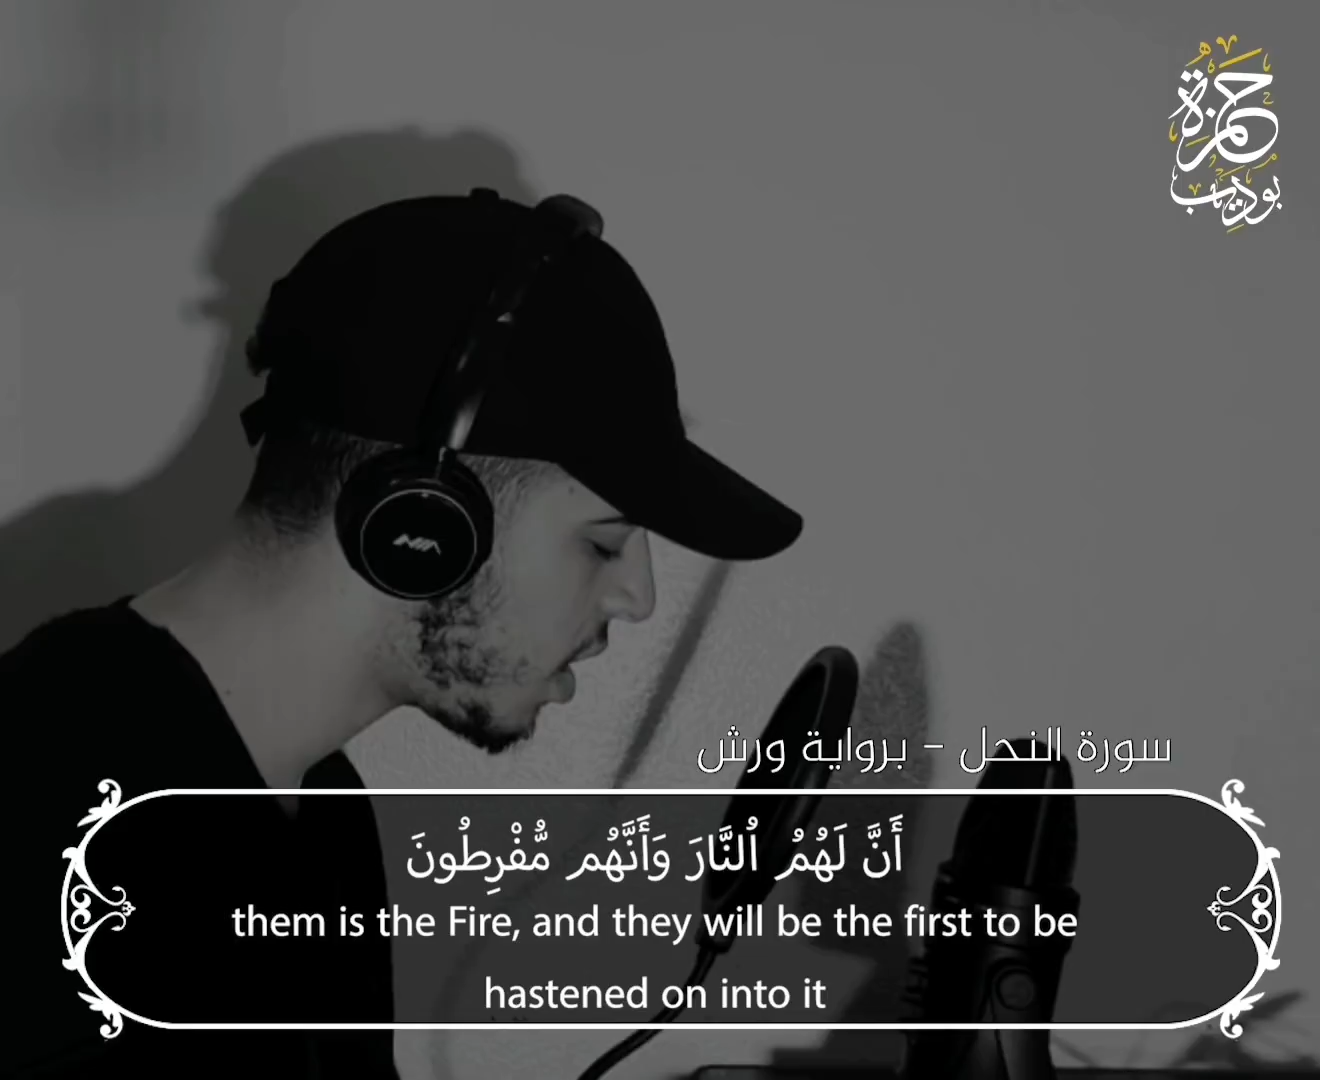 حمزة
بوديب
سورة النحل - برواية ورش
أَنَّ لَهُمُ ٱلنَّارَ وَأَنَّهُم مُّفْرِطُونَ
them is the Fire, and they will be the first to be
hastened on into it